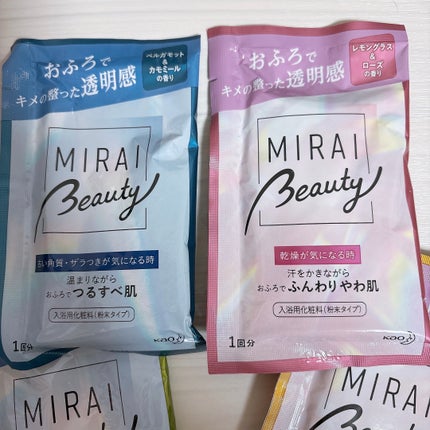 おふろで
キメの整った透明感
ベルガモット&
カモミール
の香り
MIRAI
Beauty
古い角質・ザラつきが気になる時
温まりながら
おふろでつるすべ肌
入浴用化粧料(粉末タイプ)
1回分
Kao
おふろで
キメの整った透明感
レモングラス&
ローズ
の香り
MIRAI
Beauty
乾燥が気になる時
汗をかきながら
おふろでふんわりやわ肌
入浴用化粧料(粉末タイプ)
1回分
Kao
MIRAI
Beauty
MIRAI
Beauty